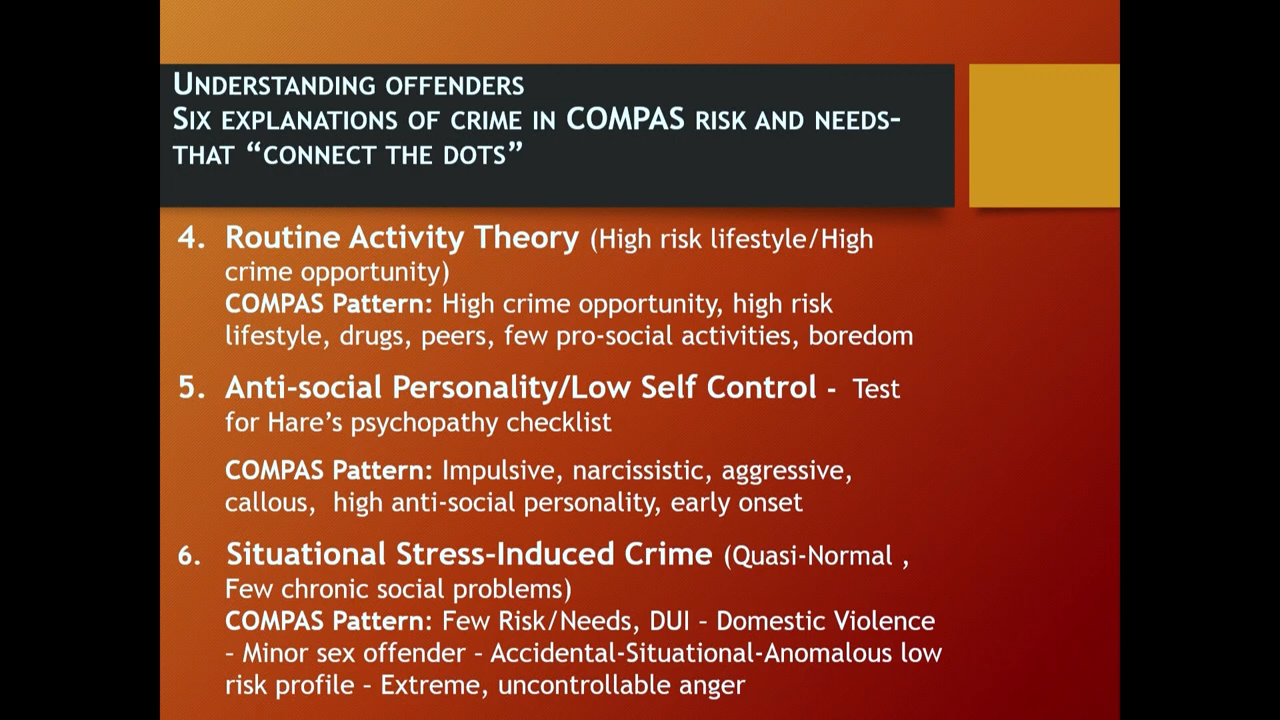 Understanding offenders
Six explanations of crime in COMPAS risk and needs–
that “connect the dots”
4. Routine Activity Theory (High risk lifestyle/High
crime opportunity)
COMPAS Pattern: High crime opportunity, high risk
lifestyle, drugs, peers, few pro-social activities, boredom
5. Anti-social Personality/Low Self Control - Test
for Hare’s psychopathy checklist
COMPAS Pattern: Impulsive, narcissistic, aggressive,
callous, high anti-social personality, early onset
6. Situational Stress-Induced Crime (Quasi-Normal ,
Few chronic social problems)
COMPAS Pattern: Few Risk/Needs, DUI – Domestic Violence
– Minor sex offender – Accidental-Situational-Anomalous low
risk profile – Extreme, uncontrollable anger